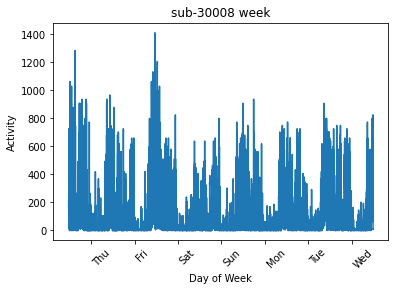 sub-30008 week
1400
1200
1000
800
600
400
200
0
Activity
Thu
Fri
Sat
Sun
Mon
Tue
Wed
Day of Week